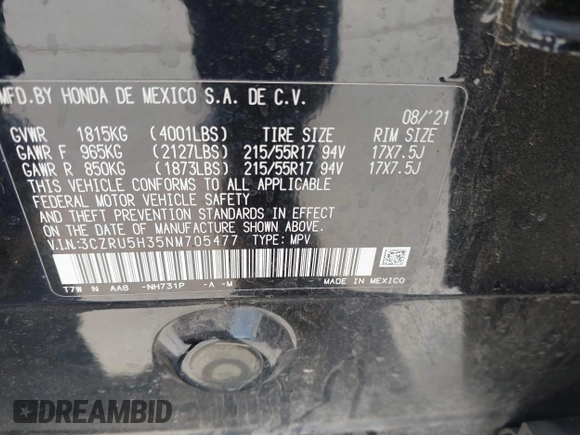 MFD.BY HONDA DE MEXICO S.A. DE C.V.
08/'21
GVWR 1815KG (4001LBS) TIRE SIZE RIM SIZE
GAWR F 965KG (2127LBS) 215/55R17 94V 17X7.5J
GAWR R 850KG (1873LBS) 215/55R17 94V 17X7.5J
THIS VEHICLE CONFORMS TO ALL APPLICABLE
FEDERAL MOTOR VEHICLE SAFETY
AND THEFT PREVENTION STANDARDS IN EFFECT
ON THE DATE OF MANUFACTURE SHOWN ABOVE.
V.I.N.:3CZRU5H35NM705477 TYPE: MPV
T7W N AA8 -NH731P -A -M MADE IN MEXICO
DREAMBID